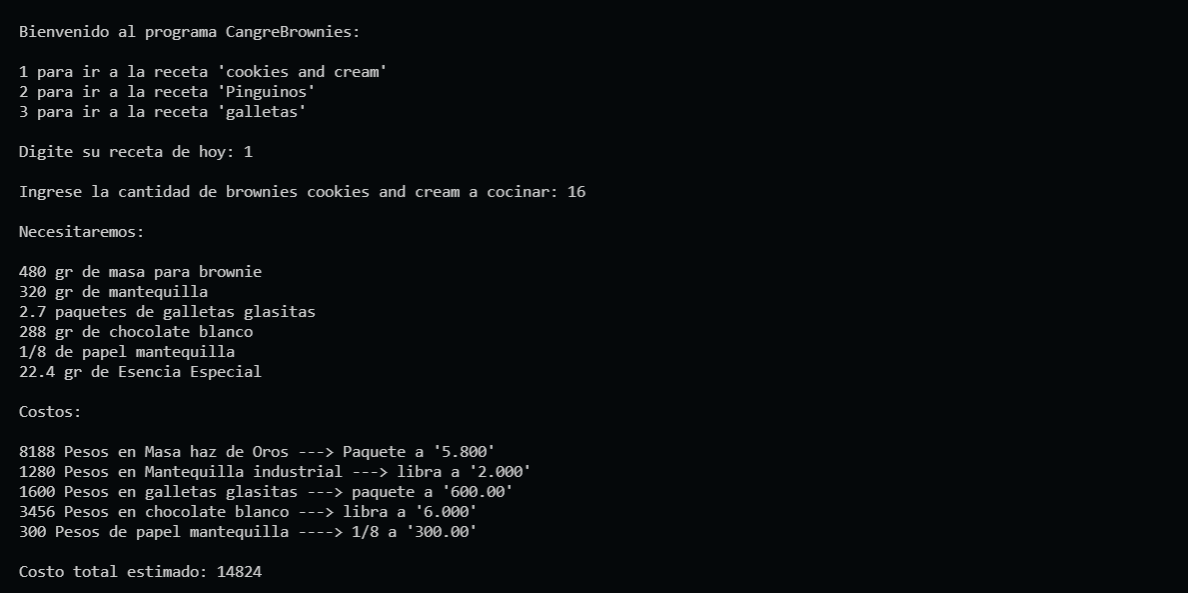 Bienvenido al programa CangreBrownies:
1 para ir a la receta 'cookies and cream'
2 para ir a la receta 'Pinguinos'
3 para ir a la receta 'galletas'
Digite su receta de hoy: 1
Ingrese la cantidad de brownies cookies and cream a cocinar: 16
Necesitaremos:
480 gr de masa para brownie
320 gr de mantequilla
2.7 paquetes de galletas glasitas
288 gr de chocolate blanco
1/8 de papel mantequilla
22.4 gr de Esencia Especial
Costos:
8188 Pesos en Masa haz de Oros ---> Paquete a '5.800'
1280 Pesos en Mantequilla industrial ---> libra a '2.000'
1600 Pesos en galletas glasitas ---> paquete a '600.00'
3456 Pesos en chocolate blanco ---> libra a '6.000'
300 Pesos de papel mantequilla ----> 1/8 a '300.00'
Costo total estimado: 14824